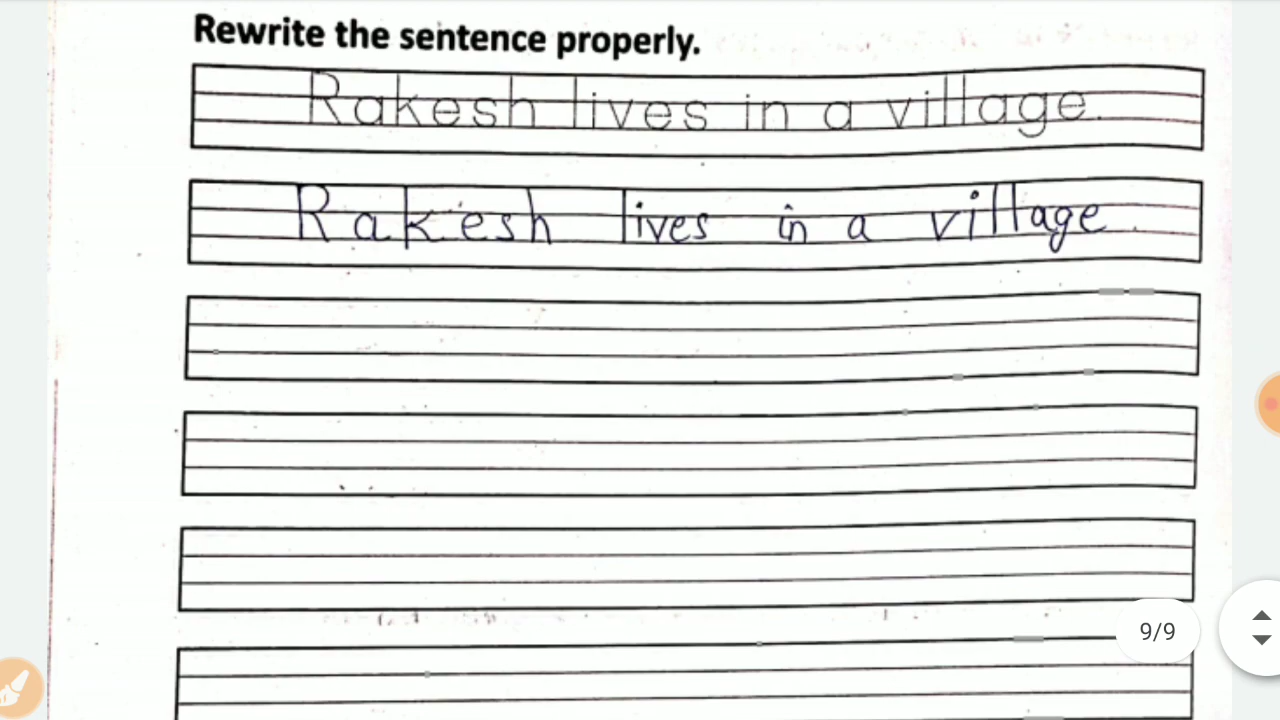 Rewrite the sentence properly.
Rakesh lives in a village.
Rakesh lives in a village.
9/9